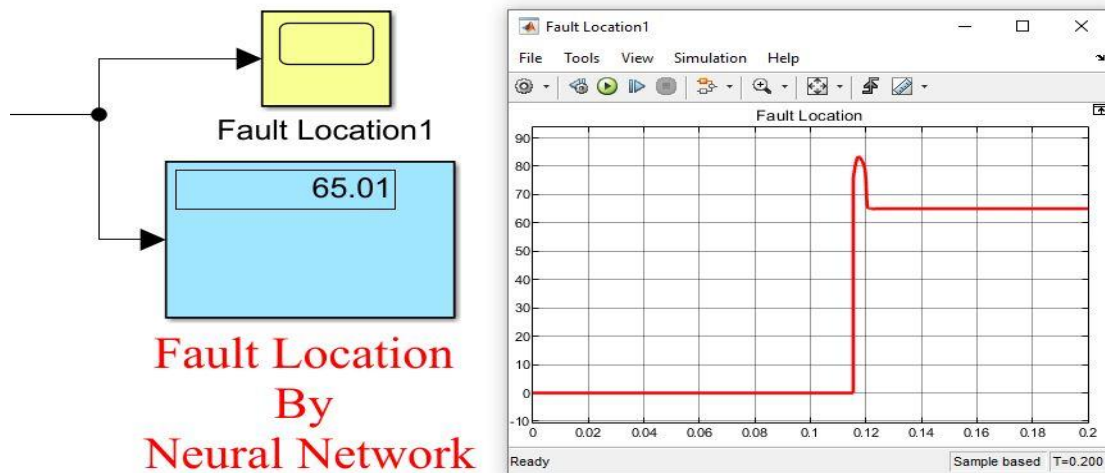 Fault Location1
65.01
Fault Location
By
Neural Network
Fault Location1
File Tools View Simulation Help
Fault Location
90
80
70
60
50
40
30
20
10
0
-10
0 0.02 0.04 0.06 0.08 0.1 0.12 0.14 0.16 0.18 0.2
Ready Sample based T=0.200